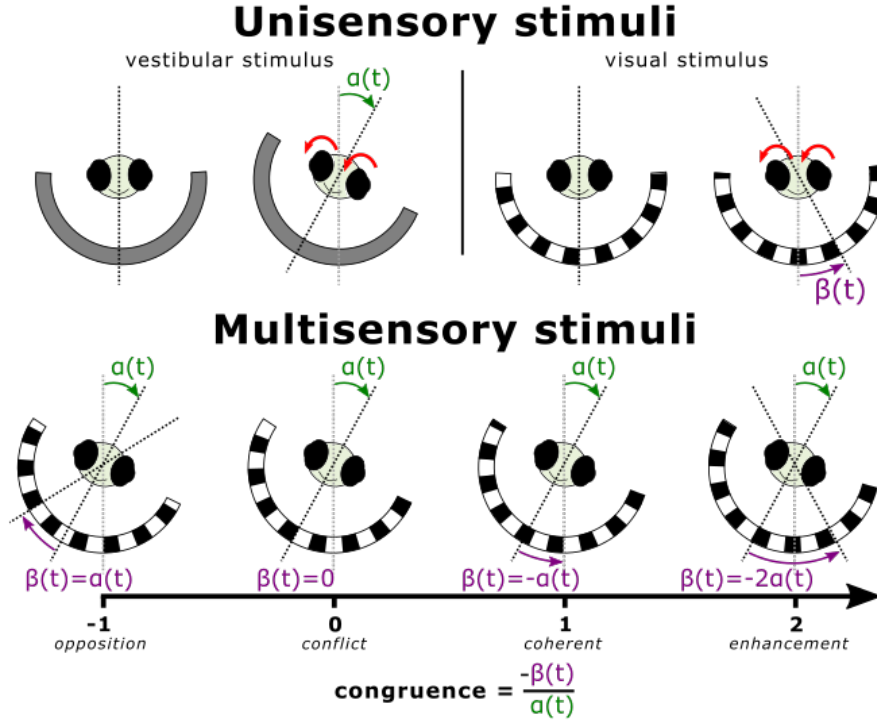 Unisensory stimuli
vestibular stimulus
visual stimulus
α(t)
β(t)
Multisensory stimuli
α(t) α(t) α(t) α(t)
β(t)=α(t) β(t)=0 β(t)=-α(t) β(t)=-2α(t)
-1 0 1 2
opposition conflict coherent enhancement
congruence = -β(t)
α(t)